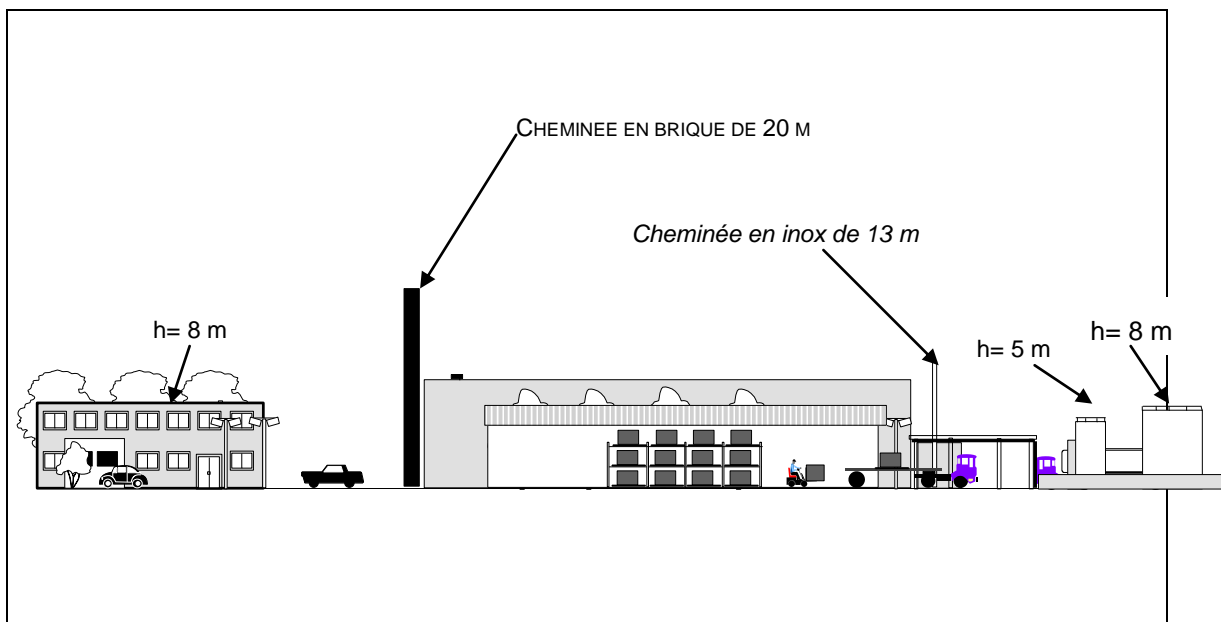 CHEMINEE EN BRIQUE DE 20 M
Cheminée en inox de 13 m
h= 8 m
h= 5 m
h= 8 m